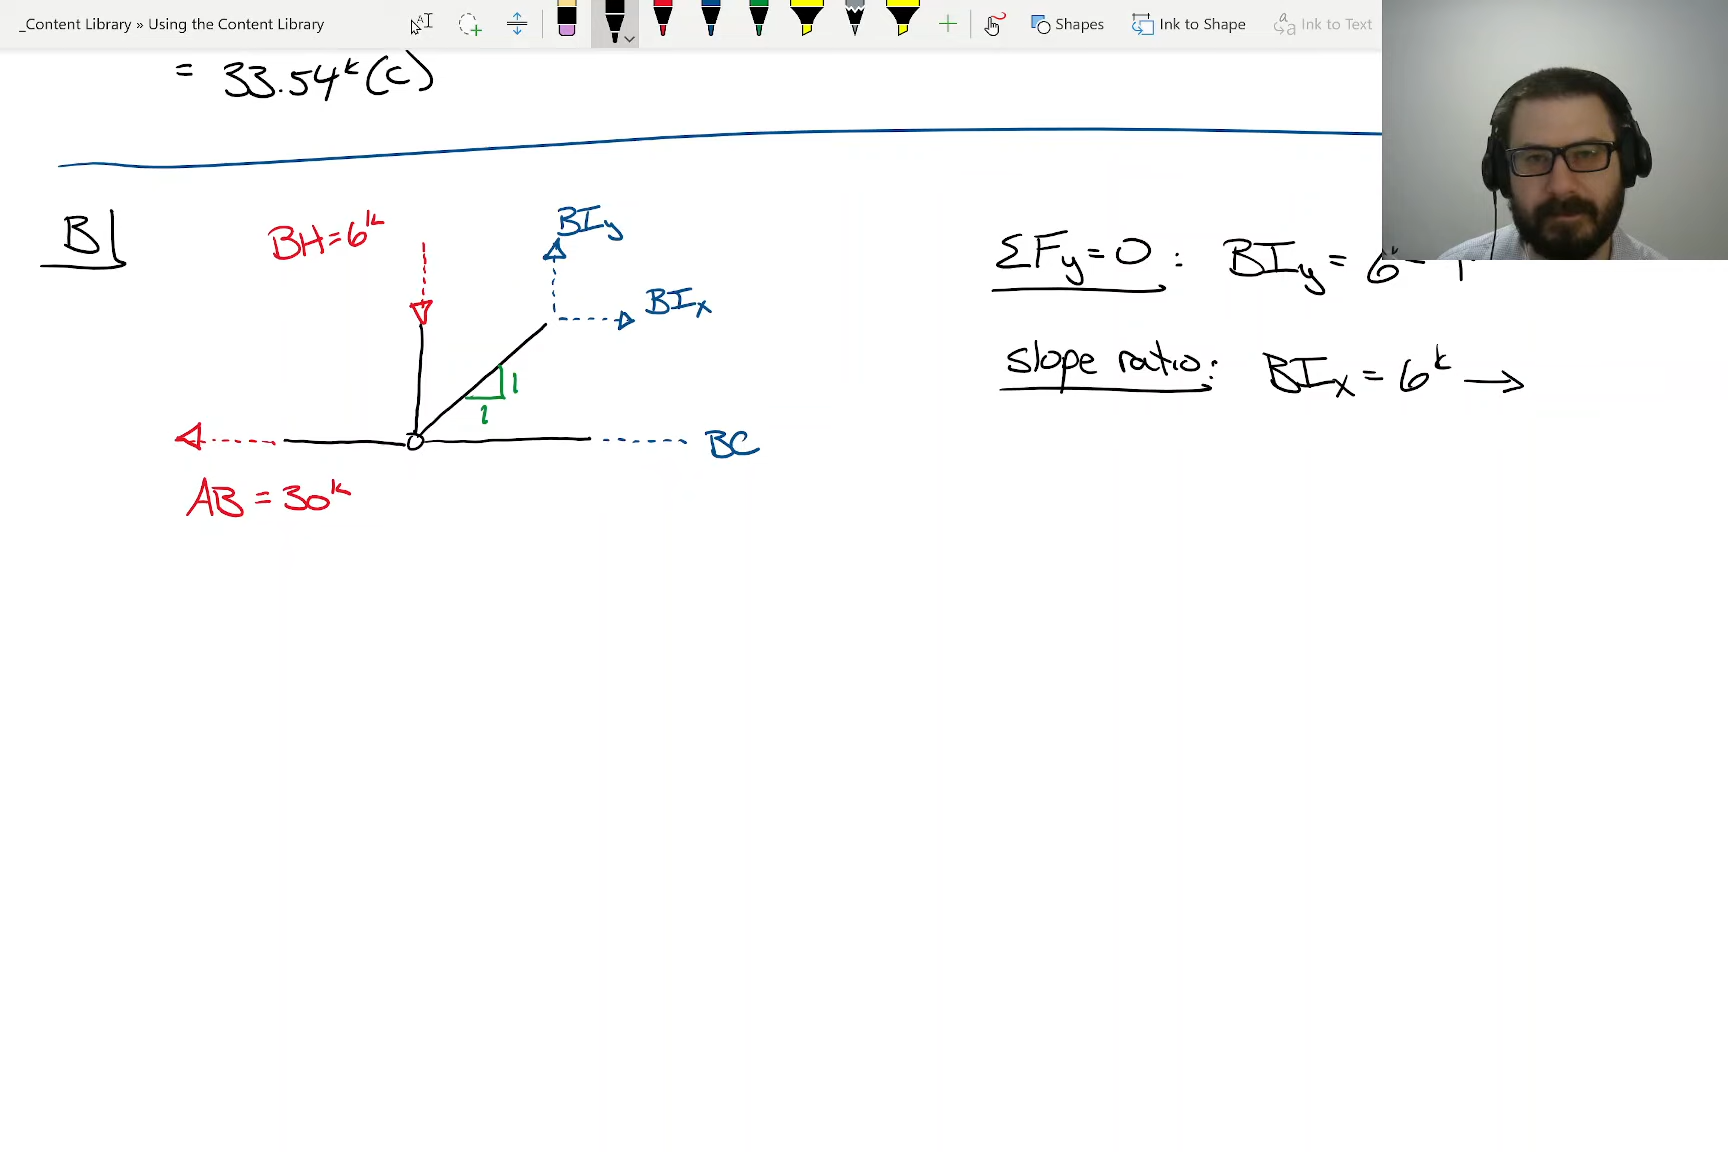 _Content Library » Using the Content Library
Shapes
Ink to Shape
Ink to Text
= 33.54ᵏ(C)
B
BH=6ᵏ
BIy
BIx
1
1
BC
AB = 30ᵏ
ΣFy=0 : BIy = 6ᵏ
slope ratio: BIx = 6ᵏ →